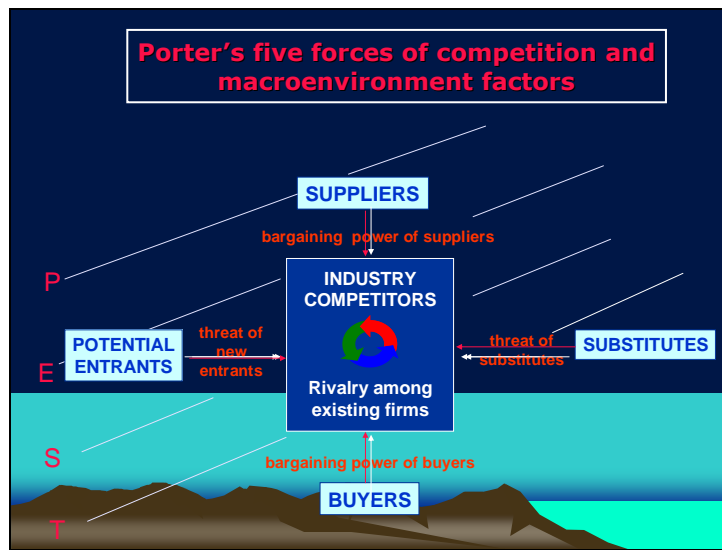 Porter's five forces of competition and
macroenvironment factors
SUPPLIERS
bargaining power of suppliers
P
INDUSTRY
COMPETITORS
POTENTIAL
ENTRANTS
threat of
new
entrants
threat of
substitutes
SUBSTITUTES
E
Rivalry among
existing firms
S
bargaining power of buyers
BUYERS
T